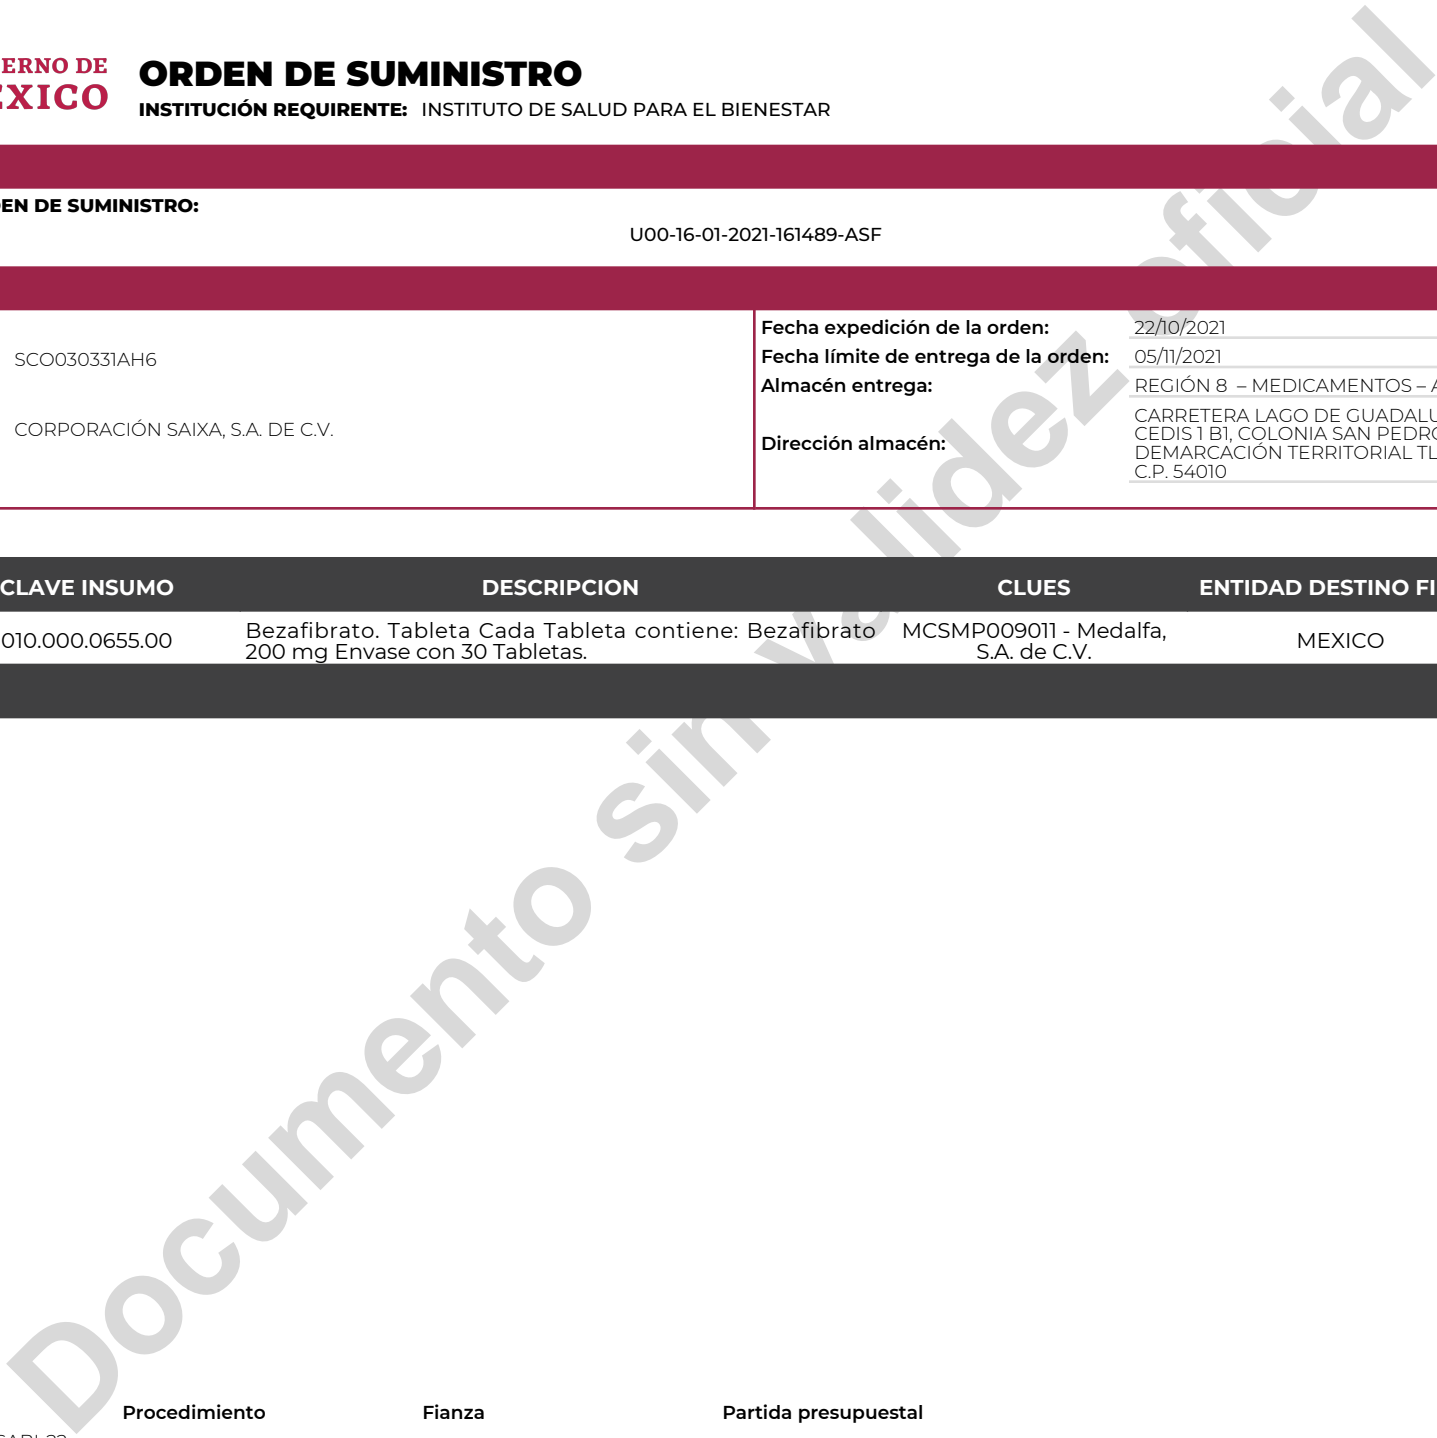 ERNO DE
ORDEN DE SUMINISTRO
INSTITUCIÓN REQUIRENTE: INSTITUTO DE SALUD PARA EL BIENESTAR
EXICO
EN DE SUMINISTRO:
U00-16-01-2021-161489-ASF
SCO030331AH6
CORPORACIÓN SAIXA, S.A. DE C.V.
Fecha expedición de la orden: 22/10/2021
Fecha límite de entrega de la orden: 05/11/2021
Almacén entrega: REGIÓN 8 – MEDICAMENTOS – A
Dirección almacén:
CARRETERA LAGO DE GUADALU
CEDIS 1 B1, COLONIA SAN PEDRO
DEMARCACIÓN TERRITORIAL TL
C.P. 54010
CLAVE INSUMO DESCRIPCION CLUES ENTIDAD DESTINO FI
010.000.0655.00
Bezafibrato. Tableta Cada Tableta contiene: Bezafibrato
200 mg Envase con 30 Tabletas.
MCSMP009011 - Medalfa,
S.A. de C.V.
MEXICO
Documento sin validez oficial
Procedimiento Fianza Partida presupuestal